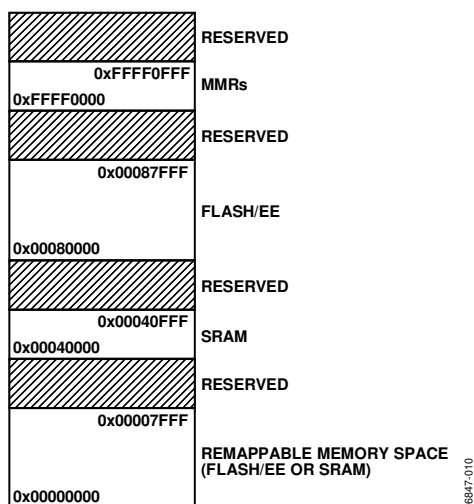 RESERVED
0xFFFF0FFF
MMRs
0xFFFF0000
RESERVED
0x00087FFF
FLASH/EE
0x00080000
RESERVED
0x00040FFF
SRAM
0x00040000
RESERVED
0x00007FFF
REMAPPABLE MEMORY SPACE
(FLASH/EE OR SRAM)
0x00000000
6847-010